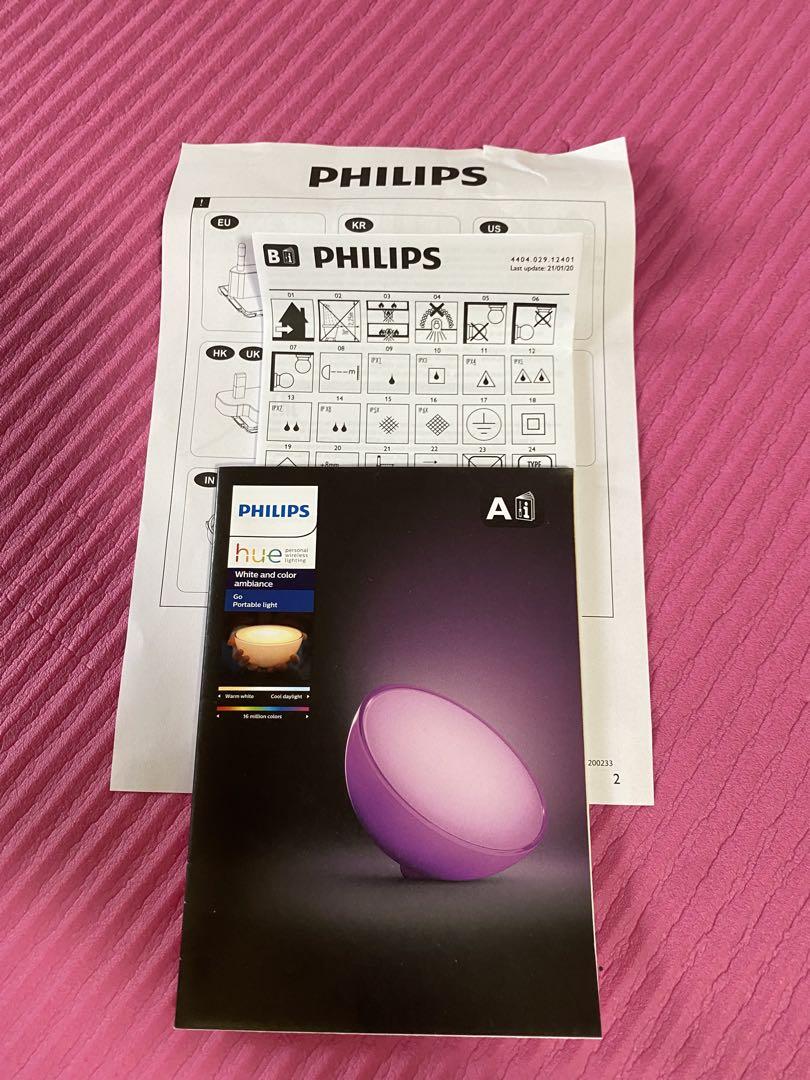 PHILIPS
!
EU
KR
US
B i PHILIPS
4404.029.12401
Last update: 21/01/20
01 02 03 04 05 06
07 08 09 10 11 12
IPX1 IPX3 IPX4 IPX5
13 14 15 16 17 18
IPX7 IPX8 IP5X IP6X
19 20 21 22 23 24
TYPE
HK UK
IN
PHILIPS
A i
hue personal
wireless
lighting
White and color
ambiance
Go
Portable light
Warm white Cool daylight
16 million colors
200233
2